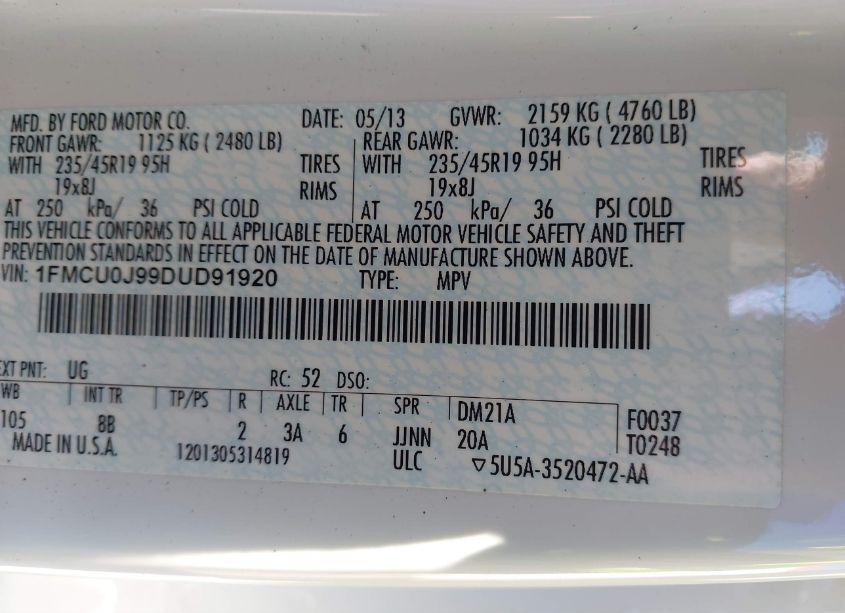 MFD. BY FORD MOTOR CO. DATE: 05/13 GVWR: 2159 KG ( 4760 LB)
FRONT GAWR: 1125 KG ( 2480 LB) REAR GAWR: 1034 KG ( 2280 LB)
WITH 235/45R19 95H TIRES WITH 235/45R19 95H TIRES
19x8J RIMS 19x8J RIMS
AT 250 kPa/ 36 PSI COLD AT 250 kPa/ 36 PSI COLD
THIS VEHICLE CONFORMS TO ALL APPLICABLE FEDERAL MOTOR VEHICLE SAFETY AND THEFT
PREVENTION STANDARDS IN EFFECT ON THE DATE OF MANUFACTURE SHOWN ABOVE.
VIN: 1FMCU0J99DUD91920 TYPE: MPV
EXT PNT: UG RC: 52 DSO:
WB INT TR TP/PS R AXLE TR SPR DM21A F0037
105 8B 2 3A 6 JJNN 20A T0248
MADE IN U.S.A. 1201305314819 ULC ▽5U5A-3520472-AA